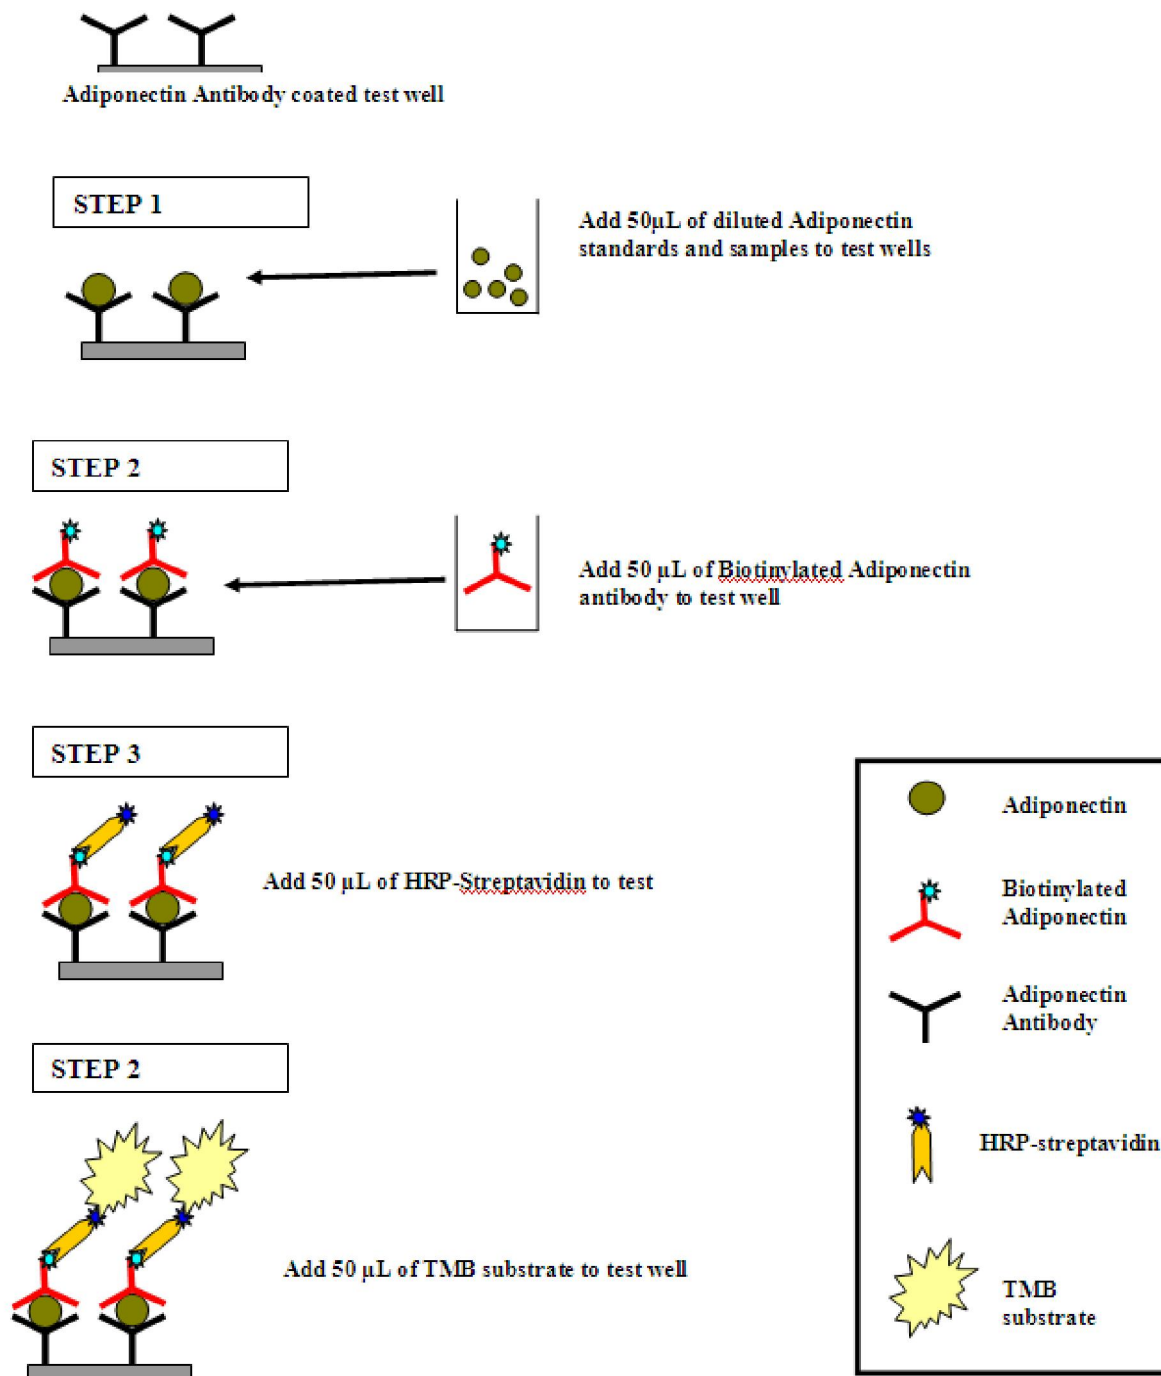 Adiponectin Antibody coated test well
STEP 1
Add 50µL of diluted Adiponectin
standards and samples to test wells
STEP 2
Add 50 µL of Biotinylated Adiponectin
antibody to test well
STEP 3
Add 50 µL of HRP-Streptavidin to test
STEP 2
Add 50 µL of TMB substrate to test well
Adiponectin
Biotinylated
Adiponectin
Adiponectin
Antibody
HRP-streptavidin
TMB
substrate